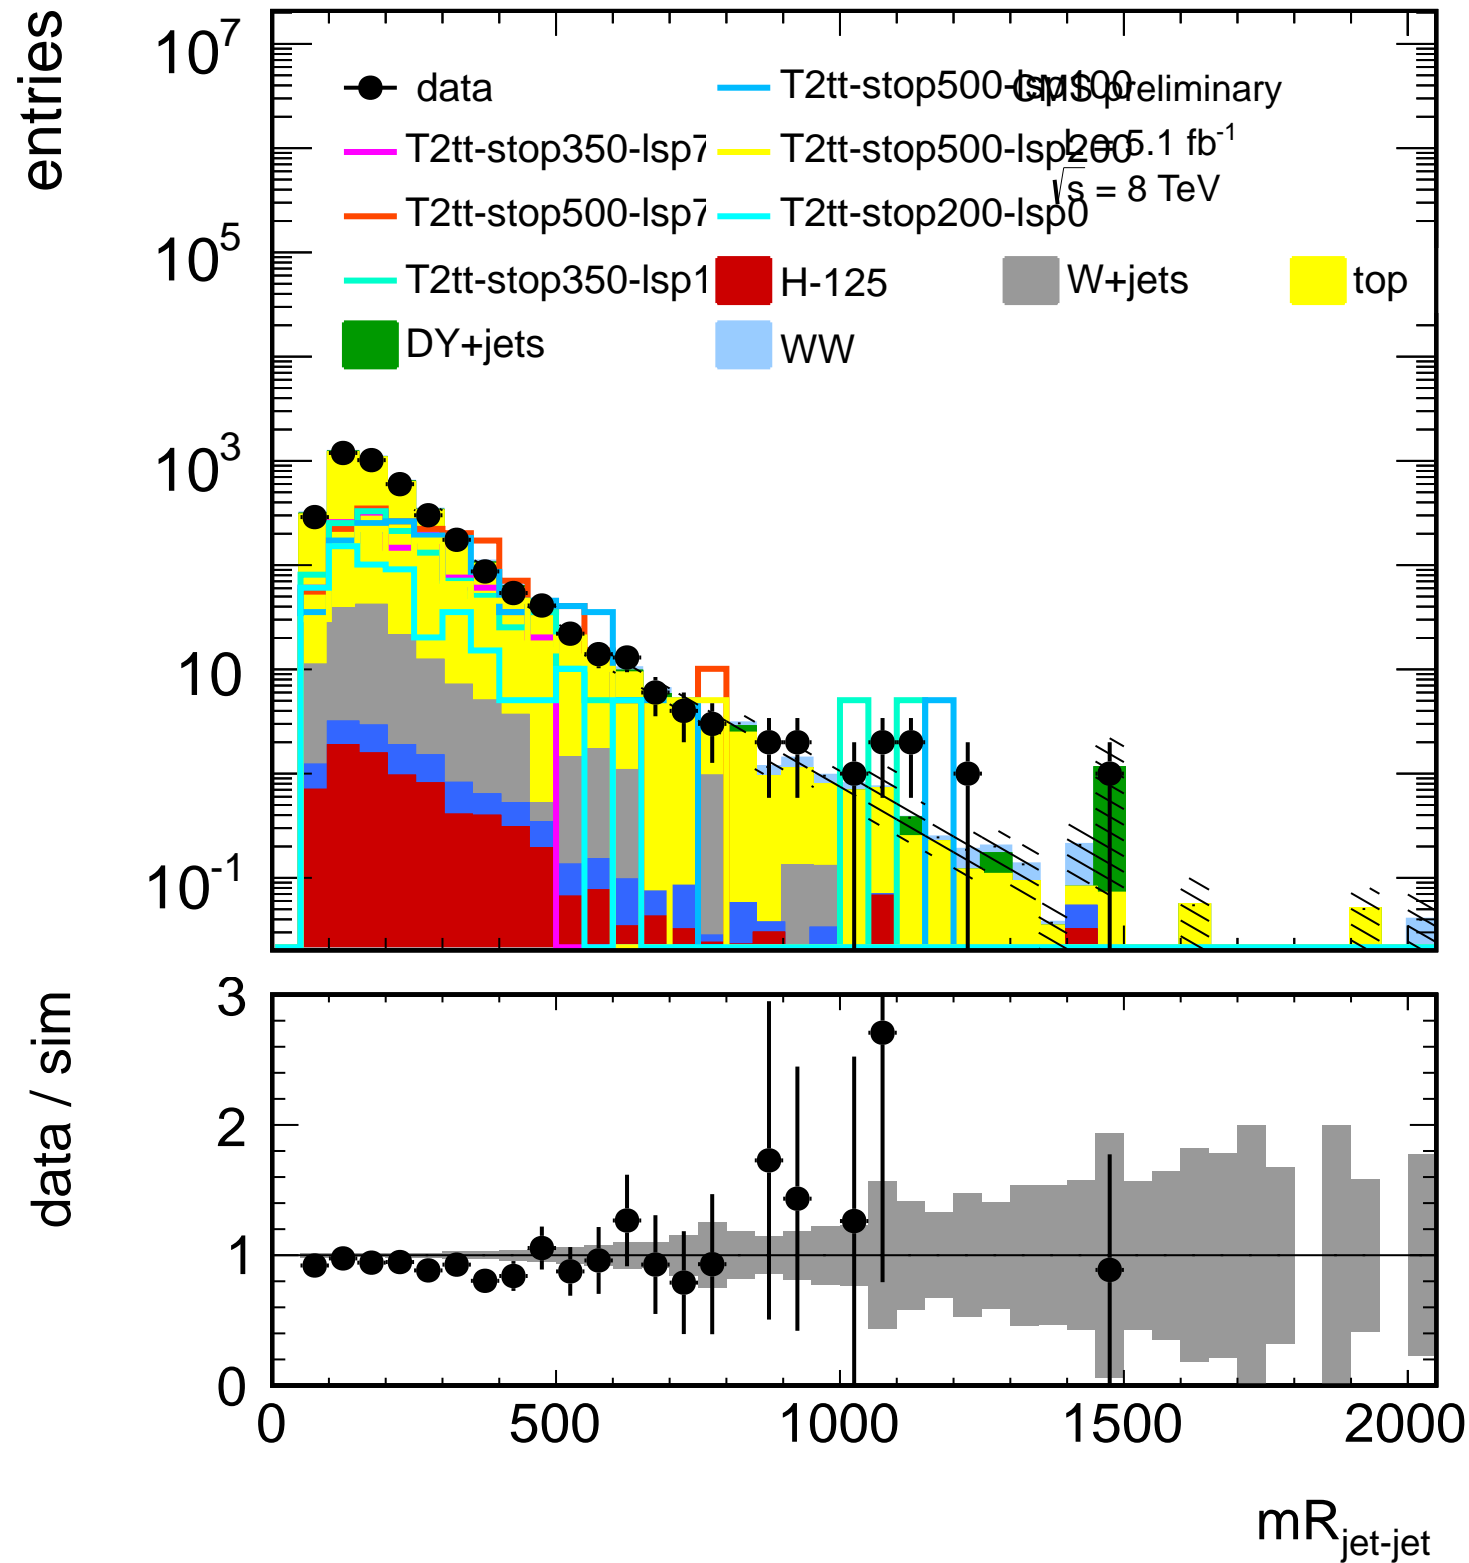 entries
10^7
10^5
10^3
10
10^-1
data
T2tt-stop500-lsp100
CMS preliminary
T2tt-stop350-lsp7
T2tt-stop500-lsp200
L = 5.1 fb^-1
T2tt-stop500-lsp7
T2tt-stop200-lsp0
√s = 8 TeV
T2tt-stop350-lsp1
H-125
W+jets
top
DY+jets
WW
data / sim
3
2
1
0
0 500 1000 1500 2000
mR_jet-jet